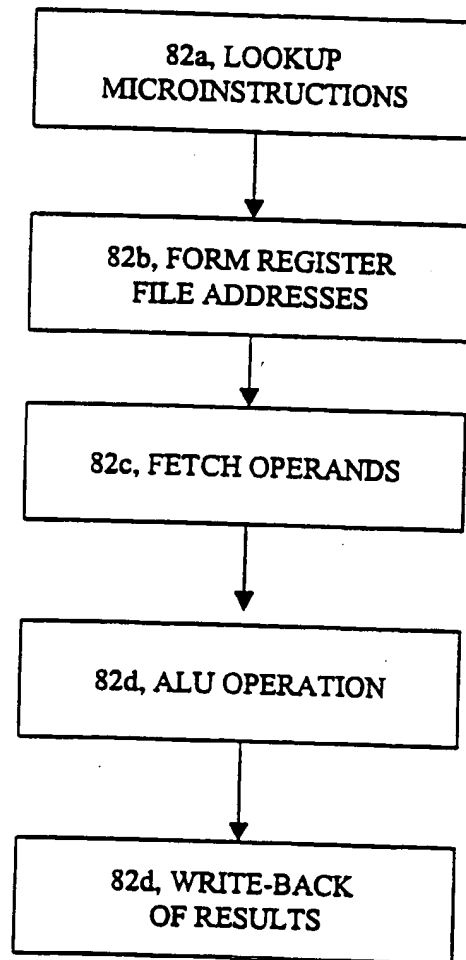 82a, LOOKUP
MICROINSTRUCTIONS
82b, FORM REGISTER
FILE ADDRESSES
82c, FETCH OPERANDS
82d, ALU OPERATION
82d, WRITE-BACK
OF RESULTS